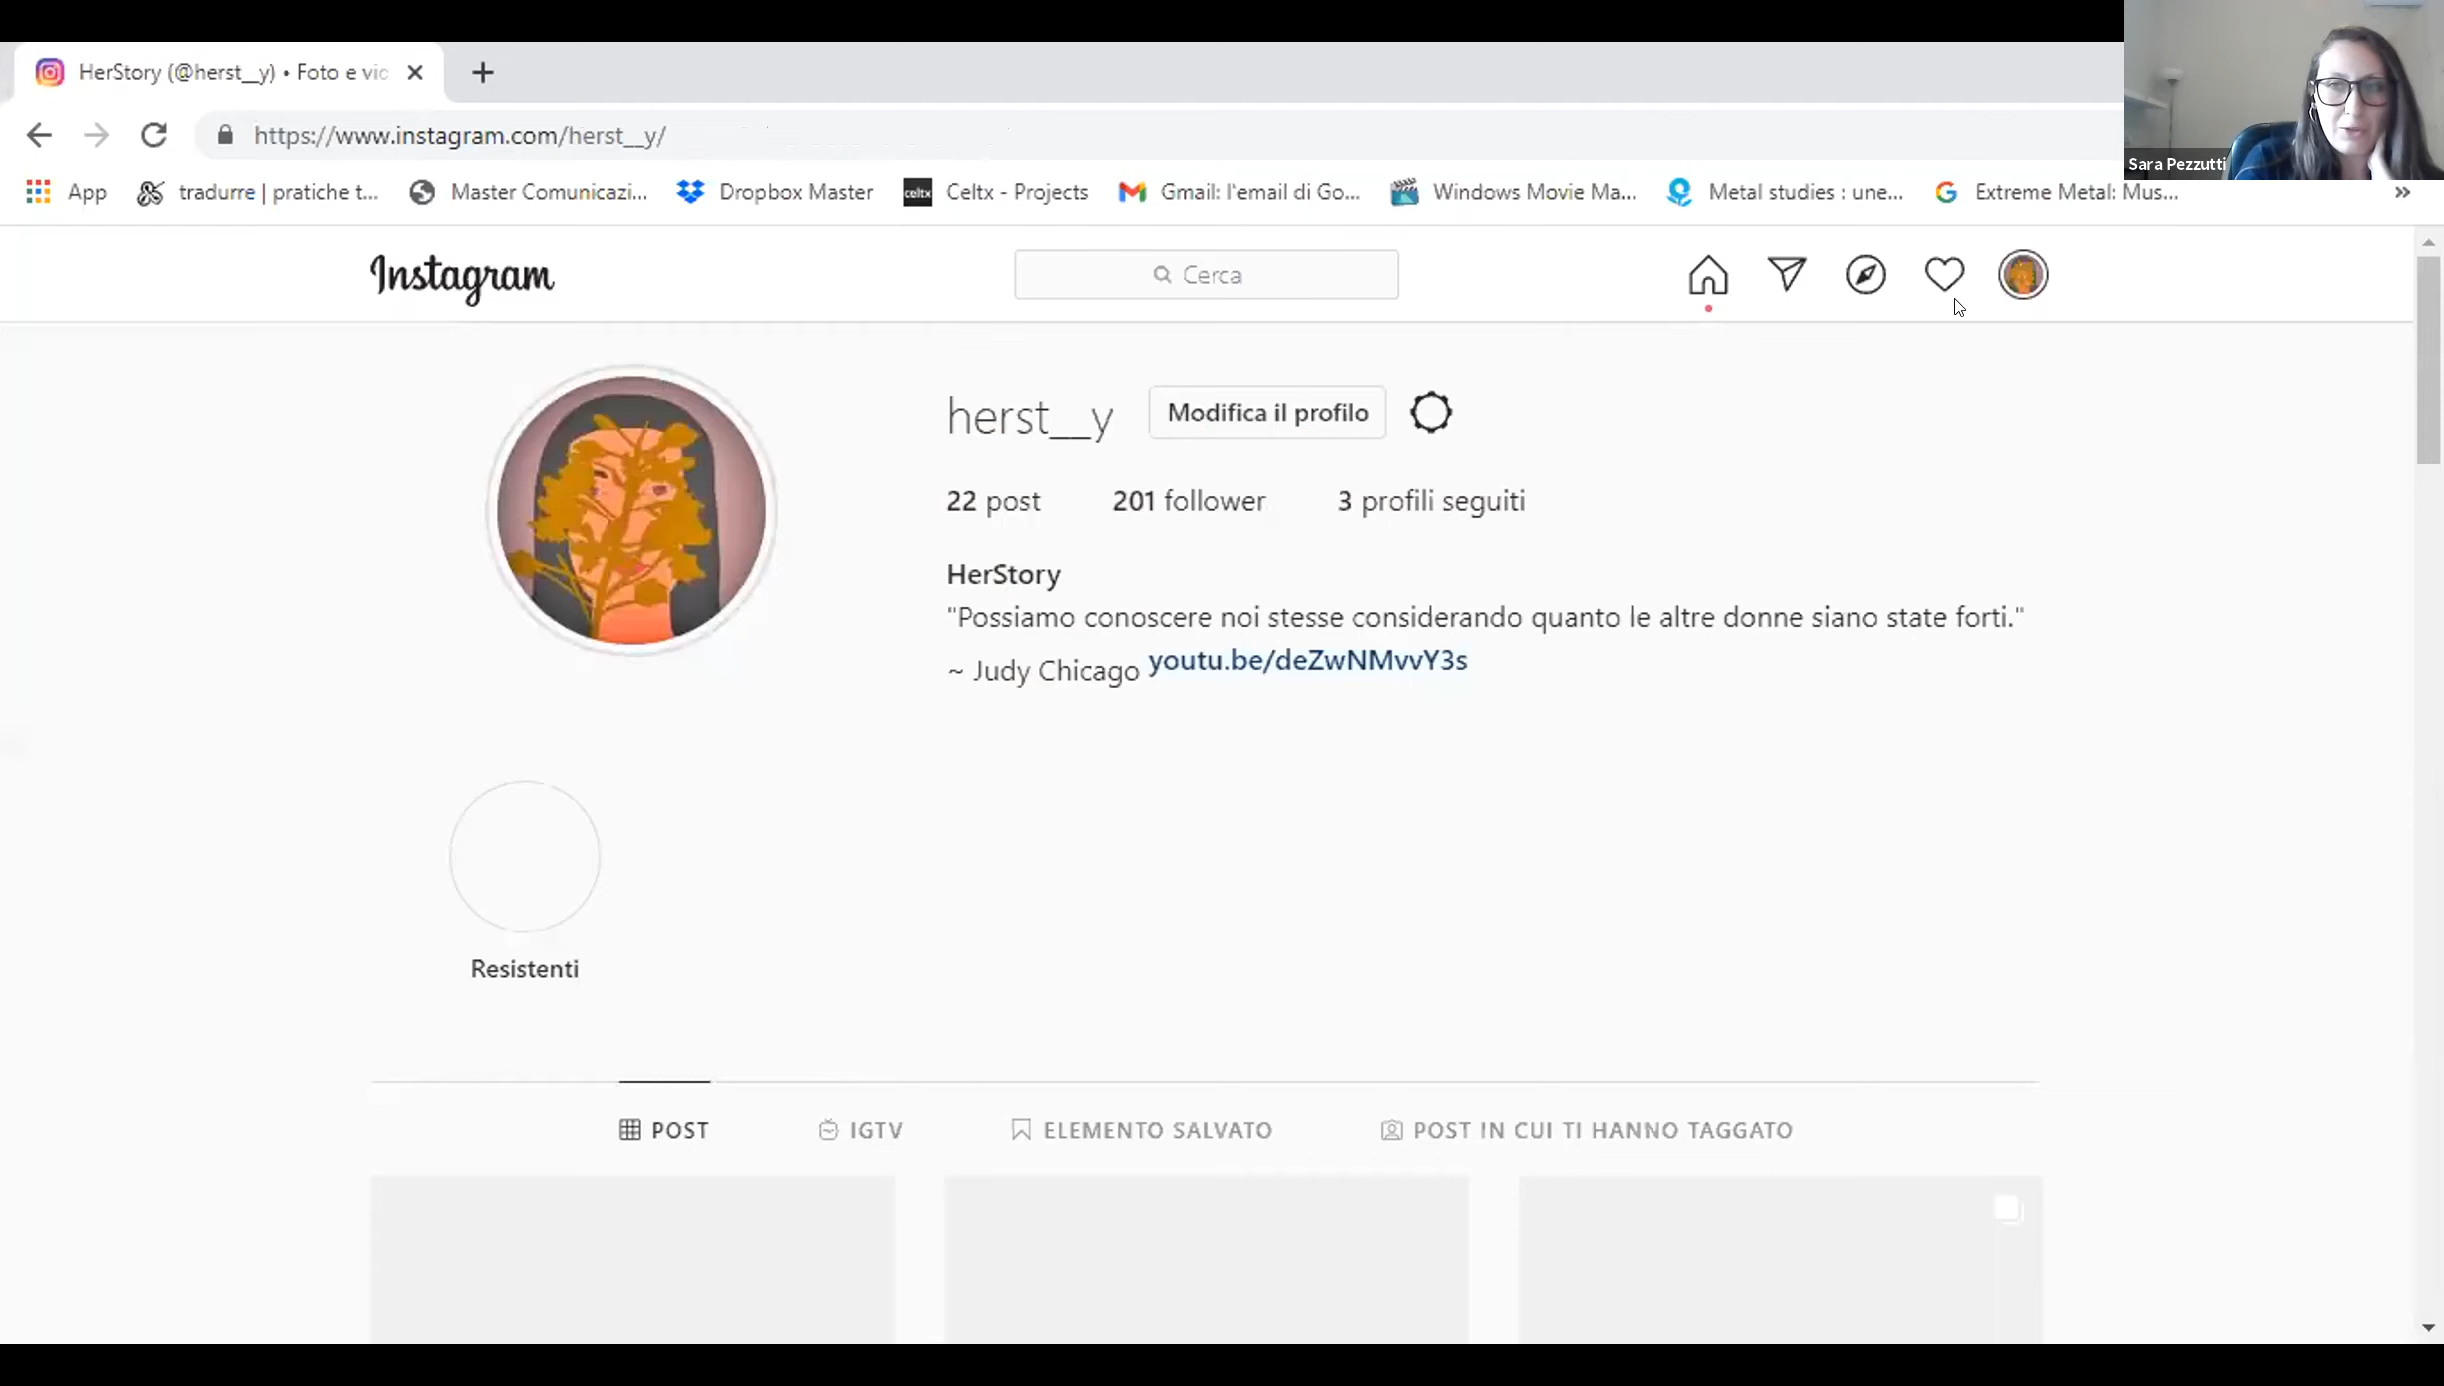 HerStory (@herst__y) • Foto e vic
https://www.instagram.com/herst__y/
Sara Pezzutti
App tradurre | pratiche t... Master Comunicazi... Dropbox Master celtx Celtx - Projects Gmail: l'email di Go... Windows Movie Ma... Metal studies : une... Extreme Metal: Mus... »
Instagram Cerca
herst__y Modifica il profilo
22 post 201 follower 3 profili seguiti
HerStory
"Possiamo conoscere noi stesse considerando quanto le altre donne siano state forti."
~ Judy Chicago youtu.be/deZwNMvvY3s
Resistenti
POST IGTV ELEMENTO SALVATO POST IN CUI TI HANNO TAGGATO